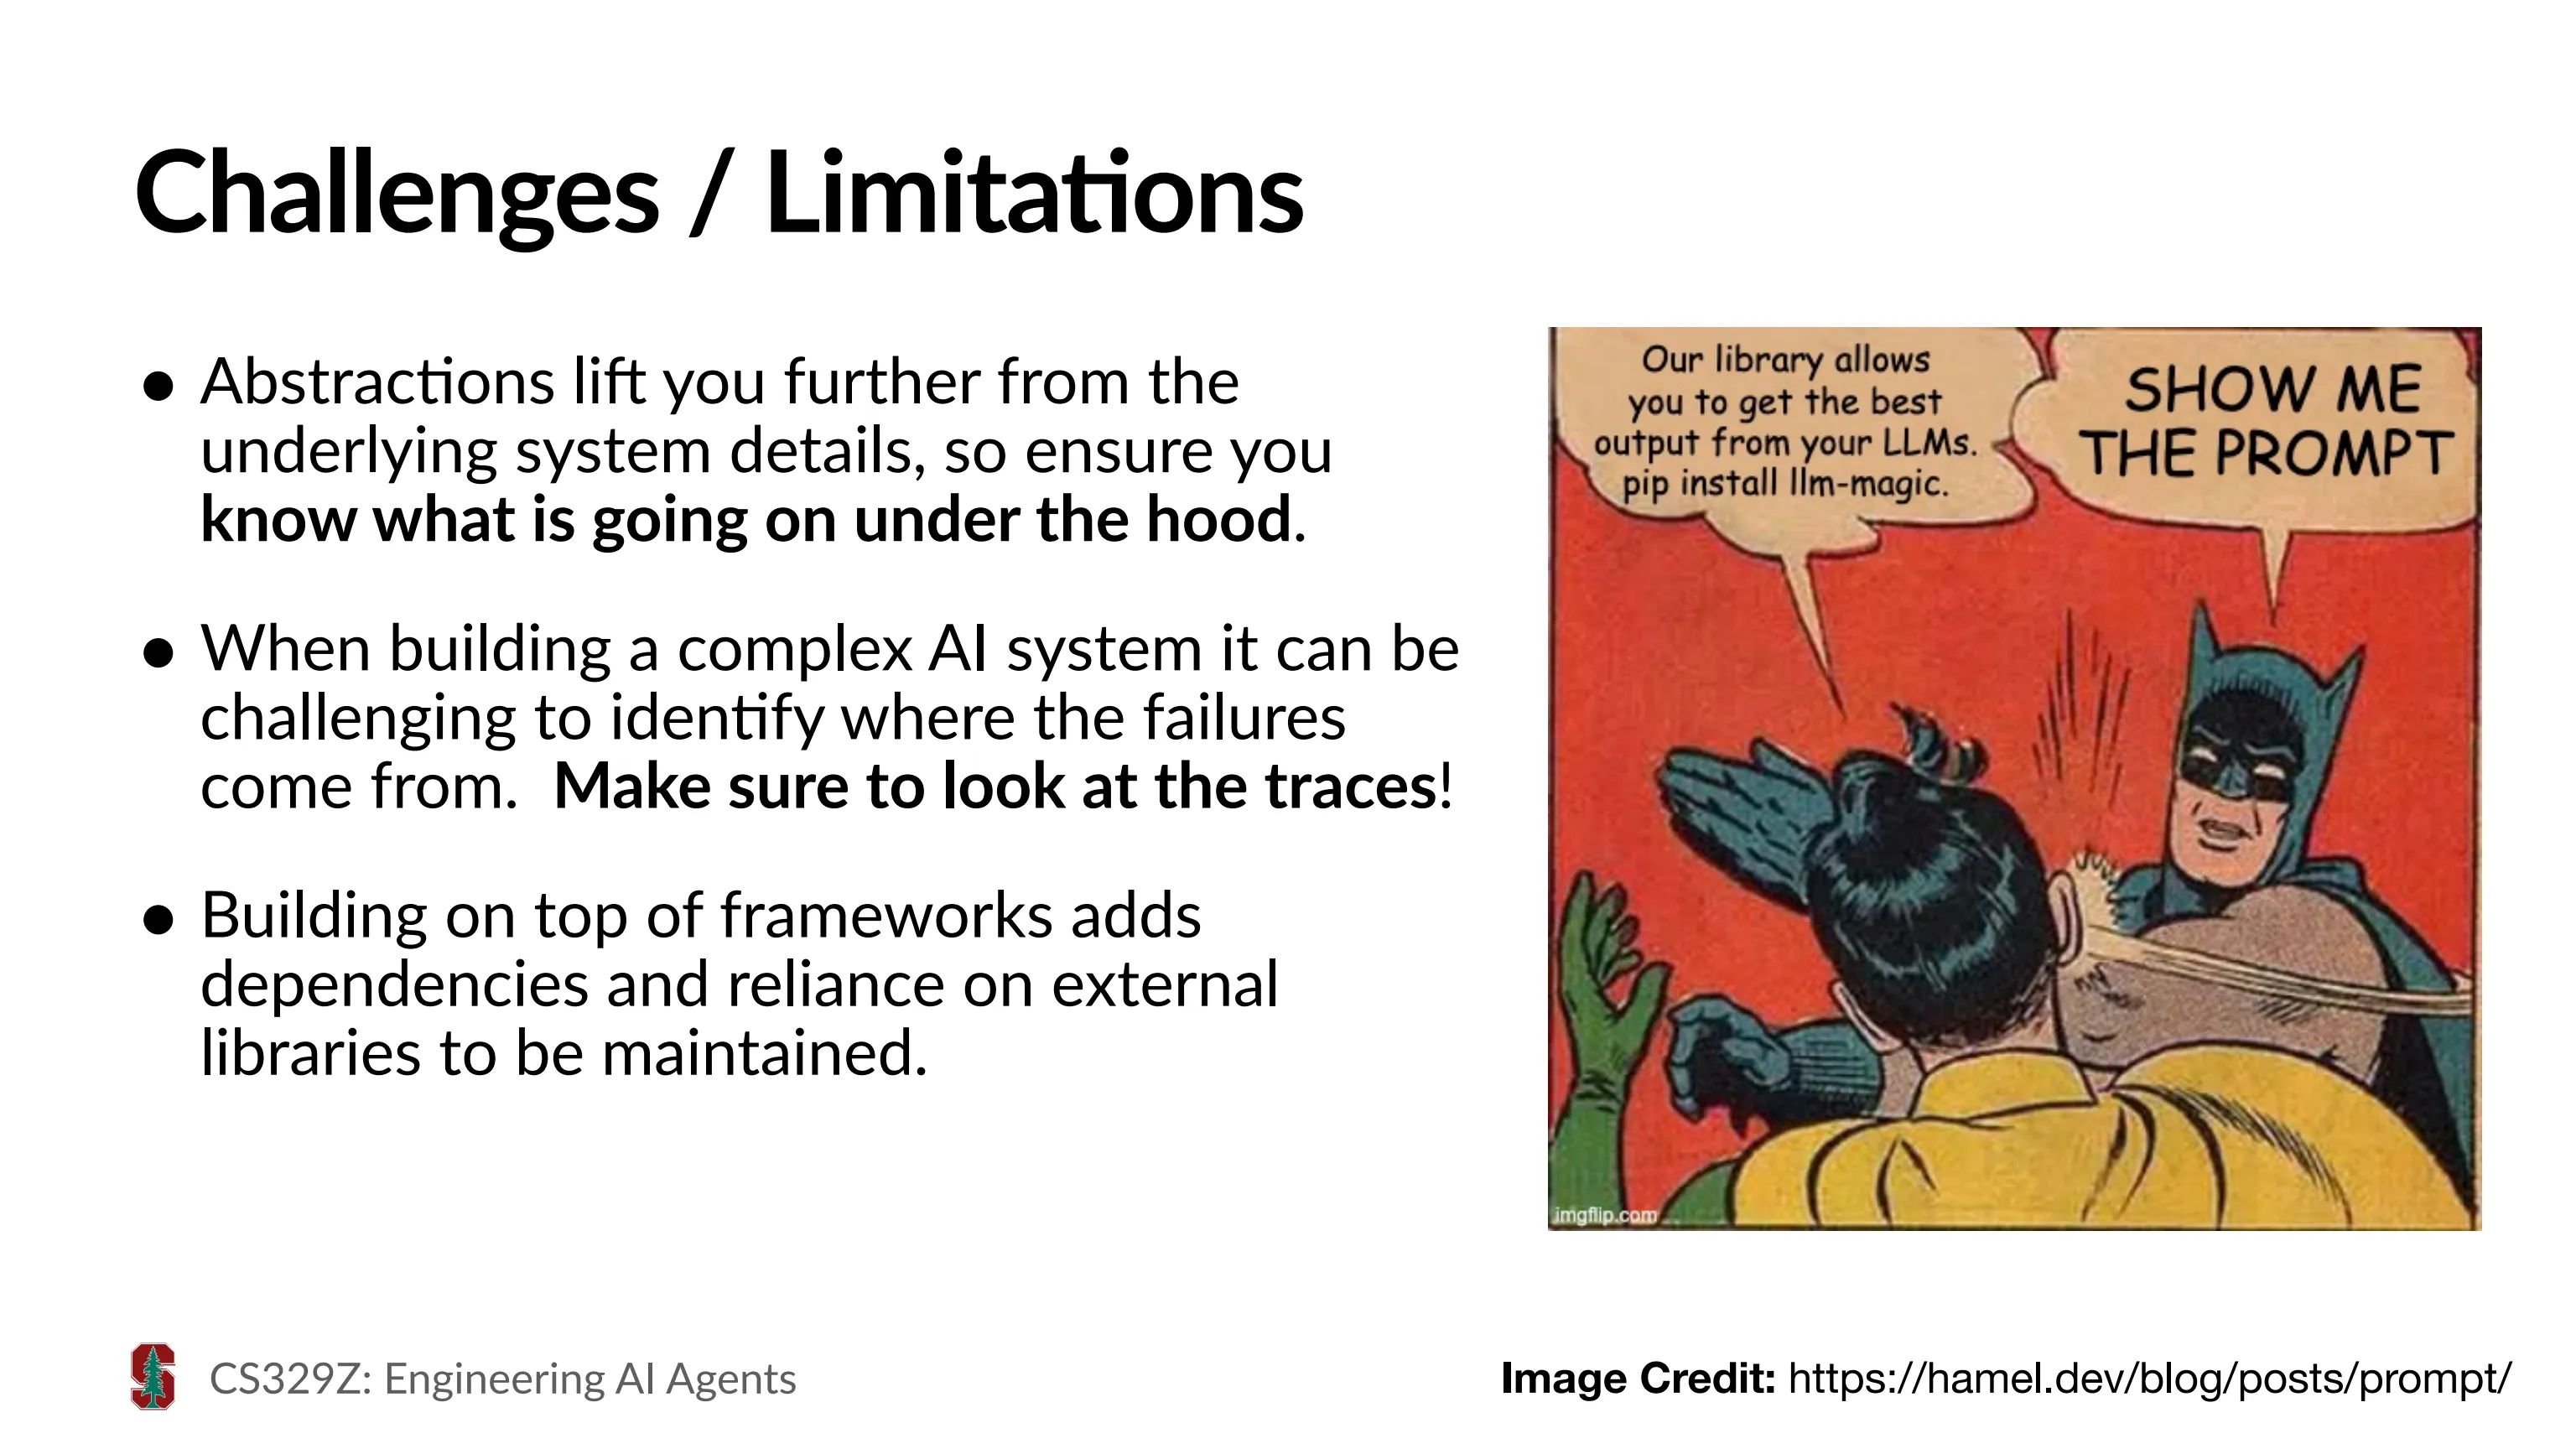 Challenges / Limitations
• Abstractions lift you further from the
underlying system details, so ensure you
know what is going on under the hood.
• When building a complex AI system it can be
challenging to identify where the failures
come from.  Make sure to look at the traces!
• Building on top of frameworks adds
dependencies and reliance on external
libraries to be maintained.
Our library allows
you to get the best
output from your LLMs.
pip install llm-magic.
SHOW ME
THE PROMPT
imgflip.com
CS329Z: Engineering AI Agents
Image Credit: https://hamel.dev/blog/posts/prompt/